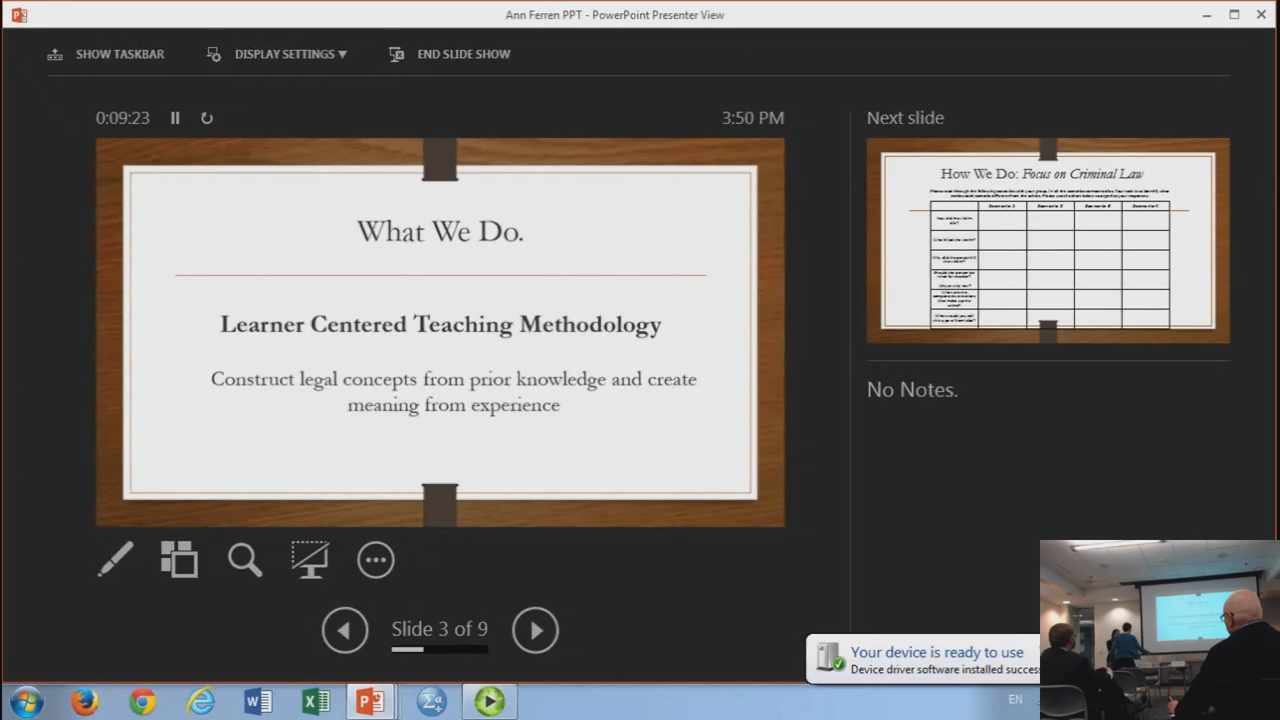 Ann Ferren PPT - PowerPoint Presenter View
SHOW TASKBAR
DISPLAY SETTINGS
END SLIDE SHOW
0:09:23
3:50 PM
What We Do.
Learner Centered Teaching Methodology
Construct legal concepts from prior knowledge and create
meaning from experience
Next slide
How We Do: Focus on Criminal Law
No Notes.
Slide 3 of 9
Your device is ready to use
Device driver software installed succes
EN